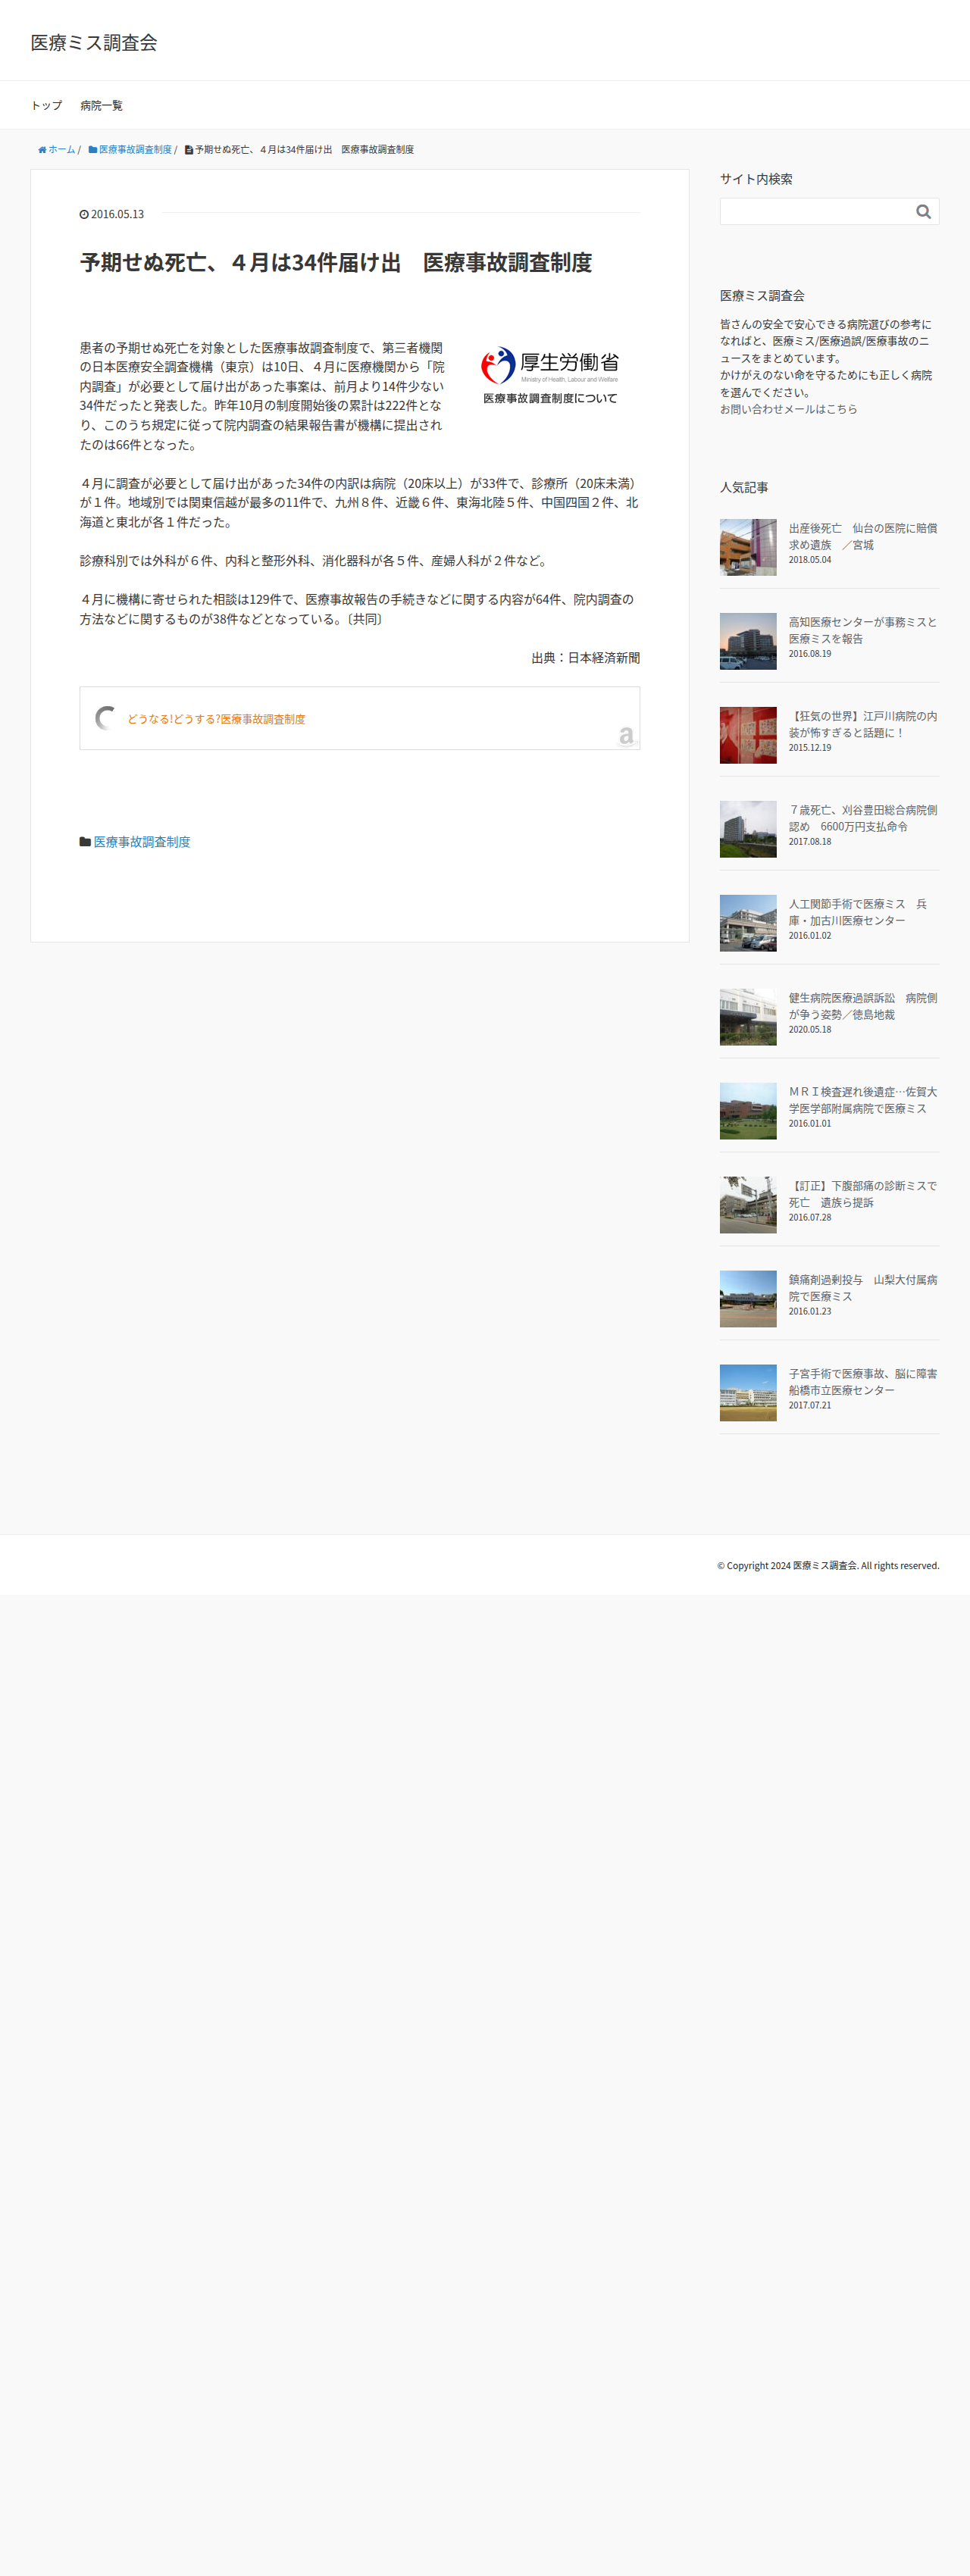 医療ミス調査会
トップ　病院一覧
ホーム /　医療事故調査制度 /　予期せぬ死亡、４月は34件届け出　医療事故調査制度
2016.05.13
予期せぬ死亡、４月は34件届け出　医療事故調査制度
患者の予期せぬ死亡を対象とした医療事故調査制度で、第三者機関
の日本医療安全調査機構（東京）は10日、４月に医療機関から「院
内調査」が必要として届け出があった事案は、前月より14件少ない
34件だったと発表した。昨年10月の制度開始後の累計は222件とな
り、このうち規定に従って院内調査の結果報告書が機構に提出され
たのは66件となった。
厚生労働省
Ministry of Health, Labour and Welfare
医療事故調査制度について
４月に調査が必要として届け出があった34件の内訳は病院（20床以上）が33件で、診療所（20床未満）
が１件。地域別では関東信越が最多の11件で、九州８件、近畿６件、東海北陸５件、中国四国２件、北
海道と東北が各１件だった。
診療科別では外科が６件、内科と整形外科、消化器科が各５件、産婦人科が２件など。
４月に機構に寄せられた相談は129件で、医療事故報告の手続きなどに関する内容が64件、院内調査の
方法などに関するものが38件などとなっている。〔共同〕
出典：日本経済新聞
どうなる!どうする?医療事故調査制度
a
医療事故調査制度
サイト内検索
医療ミス調査会
皆さんの安全で安心できる病院選びの参考に
なればと、医療ミス/医療過誤/医療事故のニ
ュースをまとめています。
かけがえのない命を守るためにも正しく病院
を選んでください。
お問い合わせメールはこちら
人気記事
出産後死亡　仙台の医院に賠償
求め遺族　／宮城
2018.05.04
高知医療センターが事務ミスと
医療ミスを報告
2016.08.19
【狂気の世界】江戸川病院の内
装が怖すぎると話題に！
2015.12.19
７歳死亡、刈谷豊田総合病院側
認め　6600万円支払命令
2017.08.18
人工関節手術で医療ミス　兵
庫・加古川医療センター
2016.01.02
健生病院医療過誤訴訟　病院側
が争う姿勢／徳島地裁
2020.05.18
ＭＲＩ検査遅れ後遺症…佐賀大
学医学部附属病院で医療ミス
2016.01.01
【訂正】下腹部痛の診断ミスで
死亡　遺族ら提訴
2016.07.28
鎮痛剤過剰投与　山梨大付属病
院で医療ミス
2016.01.23
子宮手術で医療事故、脳に障害
船橋市立医療センター
2017.07.21
© Copyright 2024 医療ミス調査会. All rights reserved.